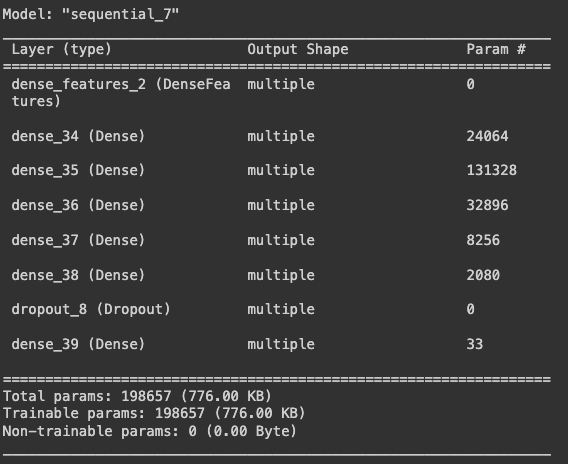 Model: "sequential_7"
Layer (type) Output Shape Param #
dense_features_2 (DenseFea multiple 0
tures)
dense_34 (Dense) multiple 24064
dense_35 (Dense) multiple 131328
dense_36 (Dense) multiple 32896
dense_37 (Dense) multiple 8256
dense_38 (Dense) multiple 2080
dropout_8 (Dropout) multiple 0
dense_39 (Dense) multiple 33
Total params: 198657 (776.00 KB)
Trainable params: 198657 (776.00 KB)
Non-trainable params: 0 (0.00 Byte)